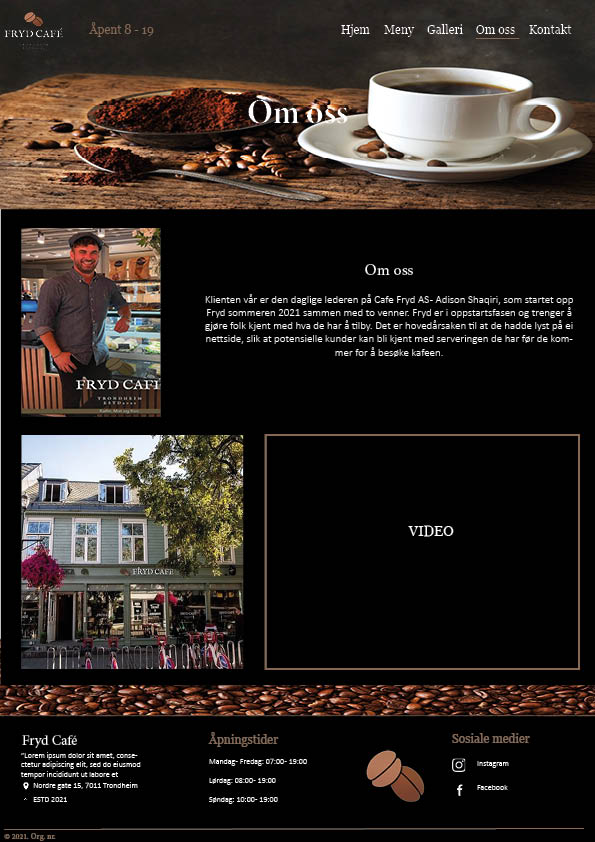 FRYD CAFÉ
Åpent 8 - 19
Hjem Meny Galleri Om oss Kontakt
Om oss
Om oss
Klienten vår er den daglige lederen på Cafe Fryd AS- Adison Shaqiri, som startet opp
Fryd sommeren 2021 sammen med to venner. Fryd er i oppstartsfasen og trenger å
gjøre folk kjent med hva de har å tilby. Det er hovedårsaken til at de hadde lyst på ei
nettside, slik at potensielle kunder kan bli kjent med serveringen de har før de kom-
mer for å besøke kafeen.
FRYD CAFE
TRONDHEIM
FRYD CAFÉ
VIDEO
Fryd Café
"Lorem ipsum dolor sit amet, conse-
ctetur adipiscing elit, sed do eiusmod
tempor incididunt ut labore et
Nordre gate 15, 7011 Trondheim
ESTD 2021
Åpningstider
Mandag- Fredag: 07:00- 19:00
Lørdag: 08:00- 19:00
Søndag: 10:00- 19:00
Sosiale medier
Instagram
Facebook
© 2021. Org. nr.